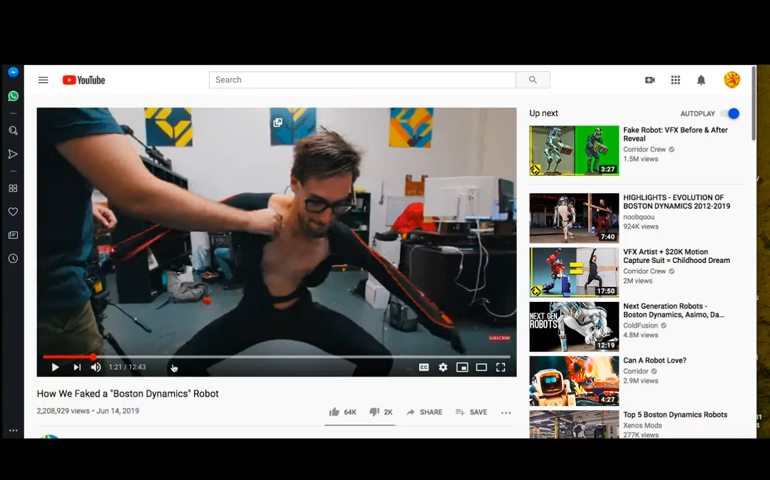 YouTube
Search
SUBSCRIBE
1:21 / 12:43
How We Faked a "Boston Dynamics" Robot
2,208,929 views • Jun 14, 2019
64K
2K
SHARE
SAVE
Up next
AUTOPLAY
3:27
Fake Robot: VFX Before & After
Reveal
Corridor Crew
1.5M views
7:40
HIGHLIGHTS - EVOLUTION OF
BOSTON DYNAMICS 2012-2019
noobqoou
924K views
17:50
VFX Artist + $20K Motion
Capture Suit = Childhood Dream
Corridor Crew
2M views
NEXT GEN
ROBOTS
12:19
Next Generation Robots -
Boston Dynamics, Asimo, Da...
ColdFusion
4.8M views
4:27
Can A Robot Love?
Corridor
2.9M views
Top 5 Boston Dynamics Robots
Xenos Mods
277K views